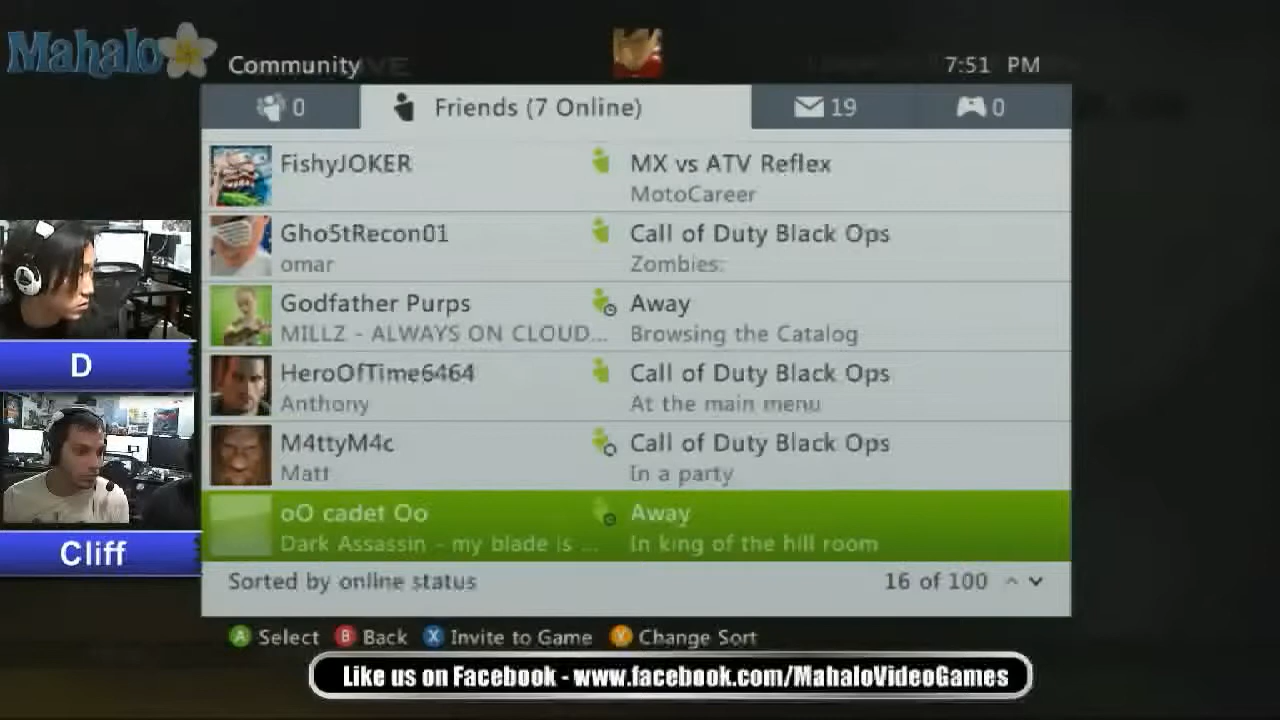 Mahalo
Community
7:51 PM
0
Friends (7 Online)
19
0
FishyJOKER
MX vs ATV Reflex
MotoCareer
Gho5tRecon01
Call of Duty Black Ops
omar
Zombies:
Godfather Purps
Away
MILLZ - ALWAYS ON CLOUD...
Browsing the Catalog
HeroOfTime6464
Call of Duty Black Ops
Anthony
At the main menu
M4ttyM4c
Call of Duty Black Ops
Matt
In a party
oO cadet Oo
Away
Dark Assassin - my blade is ...
In king of the hill room
Sorted by online status
16 of 100
A Select B Back X Invite to Game Y Change Sort
D
Cliff
Like us on Facebook - www.facebook.com/MahaloVideoGames